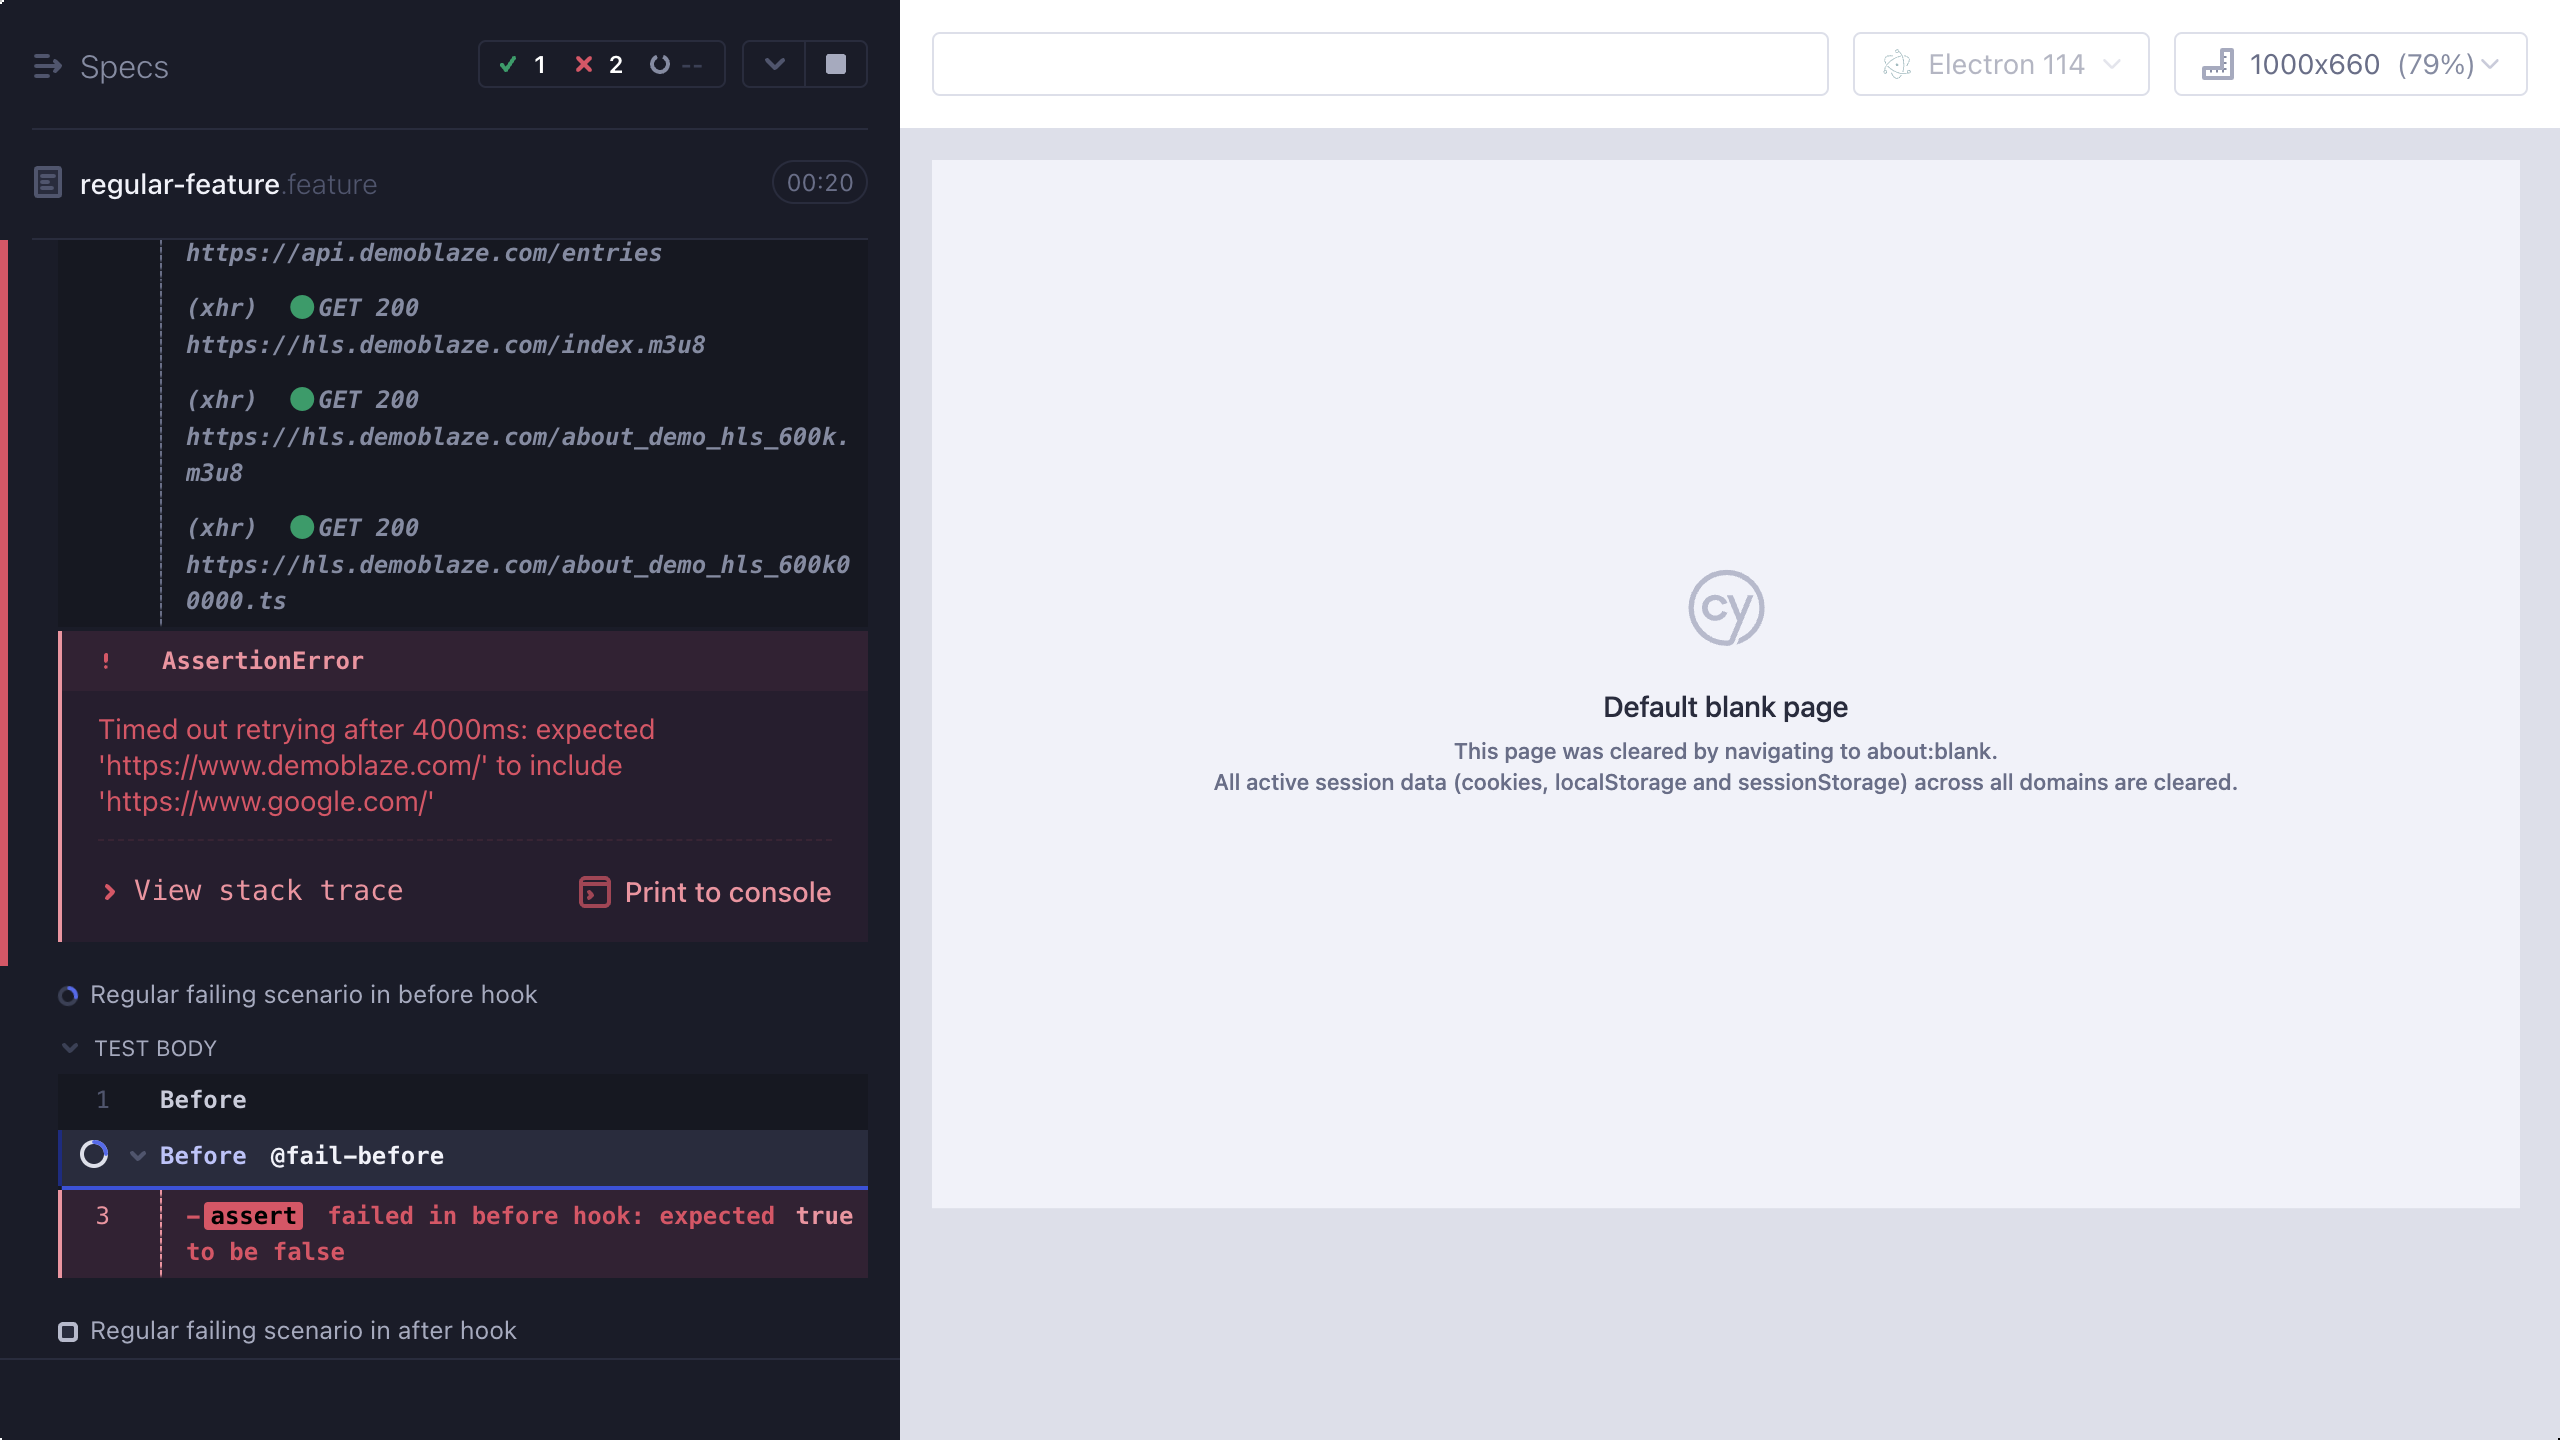 Specs
1
2
--
regular-feature.feature
00:20
https://api.demoblaze.com/entries
(xhr) GET 200
https://hls.demoblaze.com/index.m3u8
(xhr) GET 200
https://hls.demoblaze.com/about_demo_hls_600k.
m3u8
(xhr) GET 200
https://hls.demoblaze.com/about_demo_hls_600k0
0000.ts
! AssertionError
Timed out retrying after 4000ms: expected
'https://www.demoblaze.com/' to include
'https://www.google.com/'
View stack trace
Print to console
Regular failing scenario in before hook
TEST BODY
1 Before
Before @fail-before
3 -assert failed in before hook: expected true
to be false
Regular failing scenario in after hook
Electron 114
1000x660 (79%)
cy
Default blank page
This page was cleared by navigating to about:blank.
All active session data (cookies, localStorage and sessionStorage) across all domains are cleared.